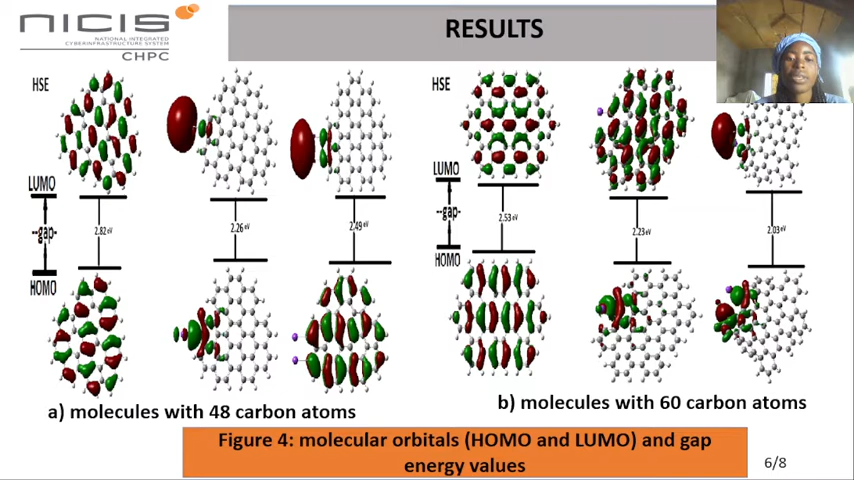 nicis
NATIONAL INTEGRATED
CYBERINFRASTRUCTURE SYSTEM
CHPC
RESULTS
HSE
LUMO
--gap-
HOMO
2.82 eV
2.26 eV
2.49 eV
a) molecules with 48 carbon atoms
HSE
LUMO
--gap-
HOMO
2.53 eV
2.23 eV
2.03 eV
b) molecules with 60 carbon atoms
Figure 4: molecular orbitals (HOMO and LUMO) and gap
energy values
6/8